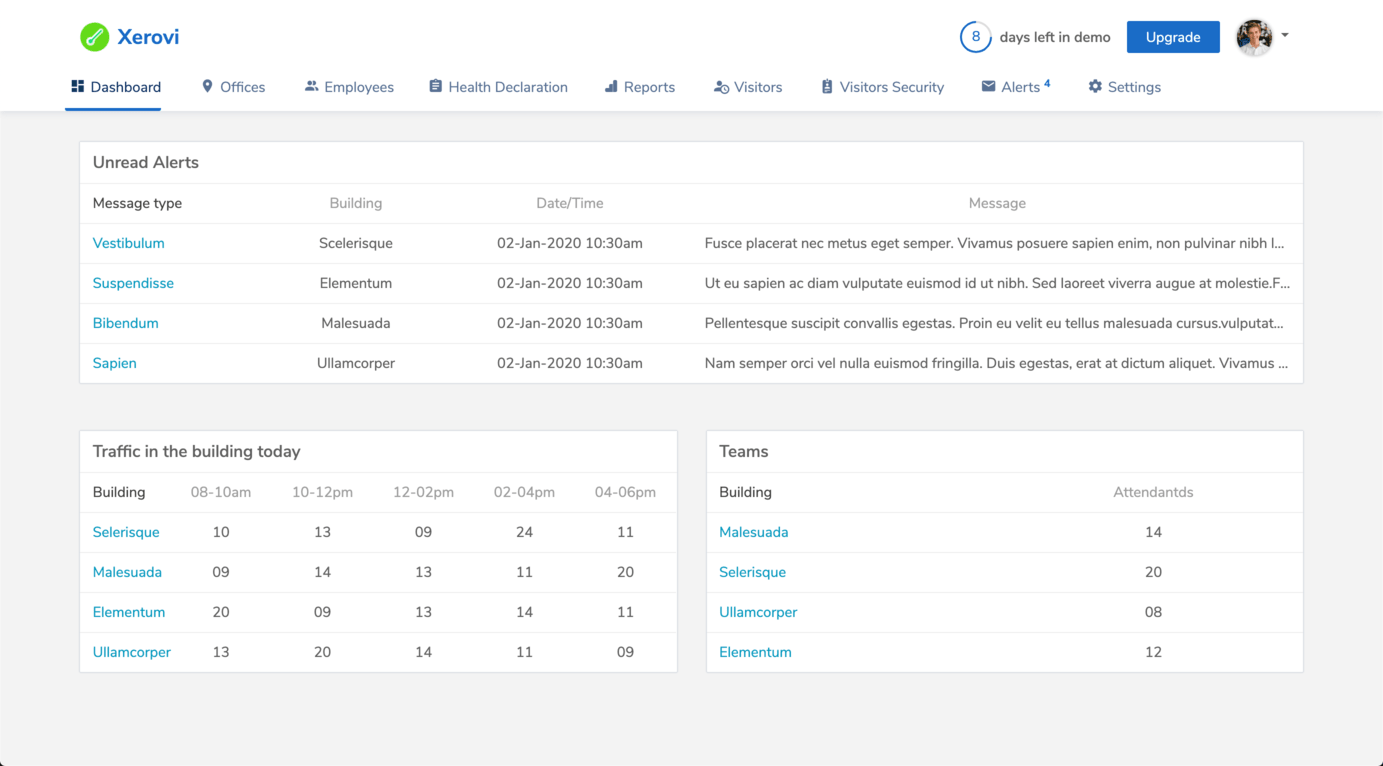 Xerovi
8 days left in demo
Upgrade
Dashboard Offices Employees Health Declaration Reports Visitors Visitors Security Alerts 4 Settings
Unread Alerts
Message type Building Date/Time Message
Vestibulum Scelerisque 02-Jan-2020 10:30am Fusce placerat nec metus eget semper. Vivamus posuere sapien enim, non pulvinar nibh l...
Suspendisse Elementum 02-Jan-2020 10:30am Ut eu sapien ac diam vulputate euismod id ut nibh. Sed laoreet viverra augue at molestie.F...
Bibendum Malesuada 02-Jan-2020 10:30am Pellentesque suscipit convallis egestas. Proin eu velit eu tellus malesuada cursus.vulputat...
Sapien Ullamcorper 02-Jan-2020 10:30am Nam semper orci vel nulla euismod fringilla. Duis egestas, erat at dictum aliquet. Vivamus ...
Traffic in the building today
Building 08-10am 10-12pm 12-02pm 02-04pm 04-06pm
Selerisque 10 13 09 24 11
Malesuada 09 14 13 11 20
Elementum 20 09 13 14 11
Ullamcorper 13 20 14 11 09
Teams
Building Attendantds
Malesuada 14
Selerisque 20
Ullamcorper 08
Elementum 12